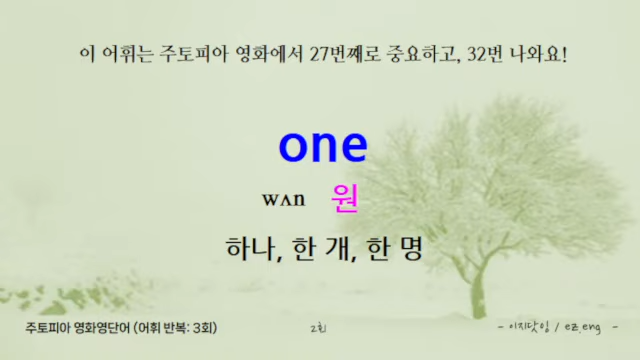 이 어휘는 주토피아 영화에서 27번째로 중요하고, 32번 나와요!
one
wʌn 원
하나, 한 개, 한 명
주토피아 영화영단어 (어휘 반복: 3회) 2회 - 이지닷잉 / ez.eng -